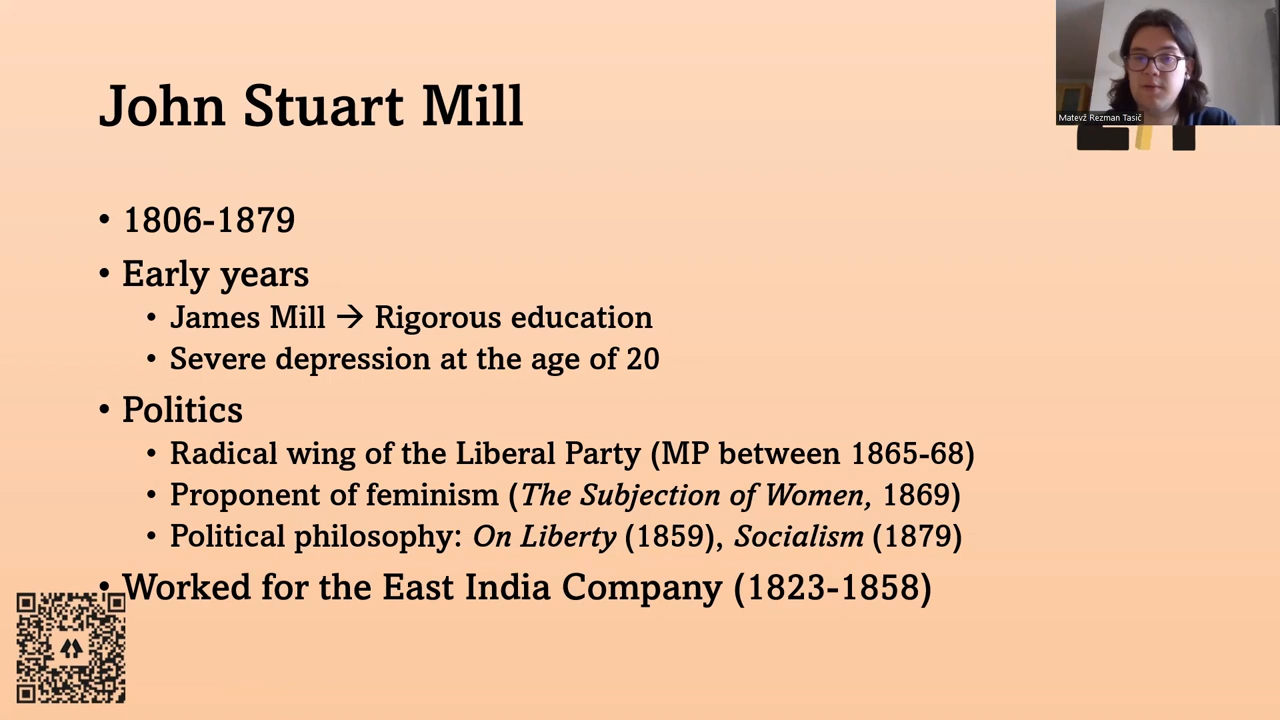 John Stuart Mill
Matevž Rezman Tasič
• 1806-1879
• Early years
• James Mill → Rigorous education
• Severe depression at the age of 20
• Politics
• Radical wing of the Liberal Party (MP between 1865-68)
• Proponent of feminism (The Subjection of Women, 1869)
• Political philosophy: On Liberty (1859), Socialism (1879)
• Worked for the East India Company (1823-1858)